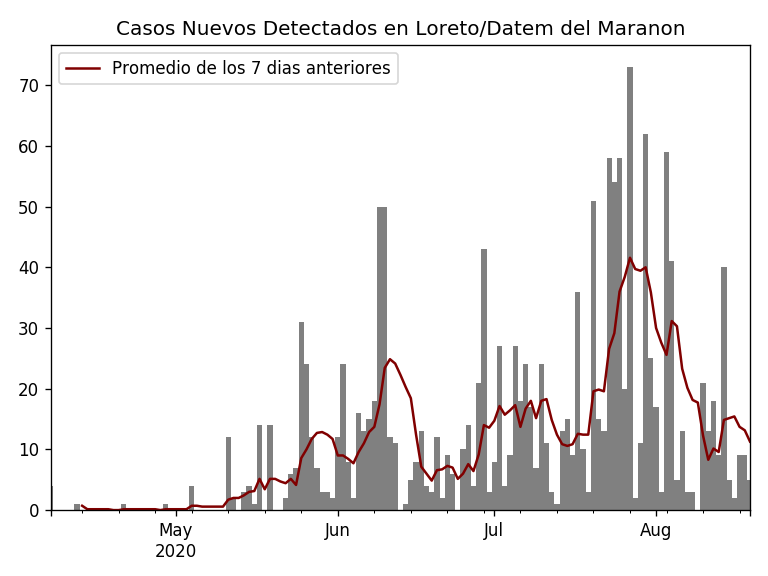 Casos Nuevos Detectados en Loreto/Datem del Maranon
Promedio de los 7 dias anteriores
70
60
50
40
30
20
10
0
May
2020
Jun
Jul
Aug